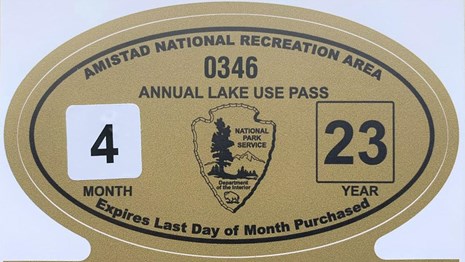 AMISTAD NATIONAL RECREATION AREA
0346
ANNUAL LAKE USE PASS
4
MONTH
NATIONAL
PARK
SERVICE
Department
of the Interior
23
YEAR
Expires Last Day of Month Purchased